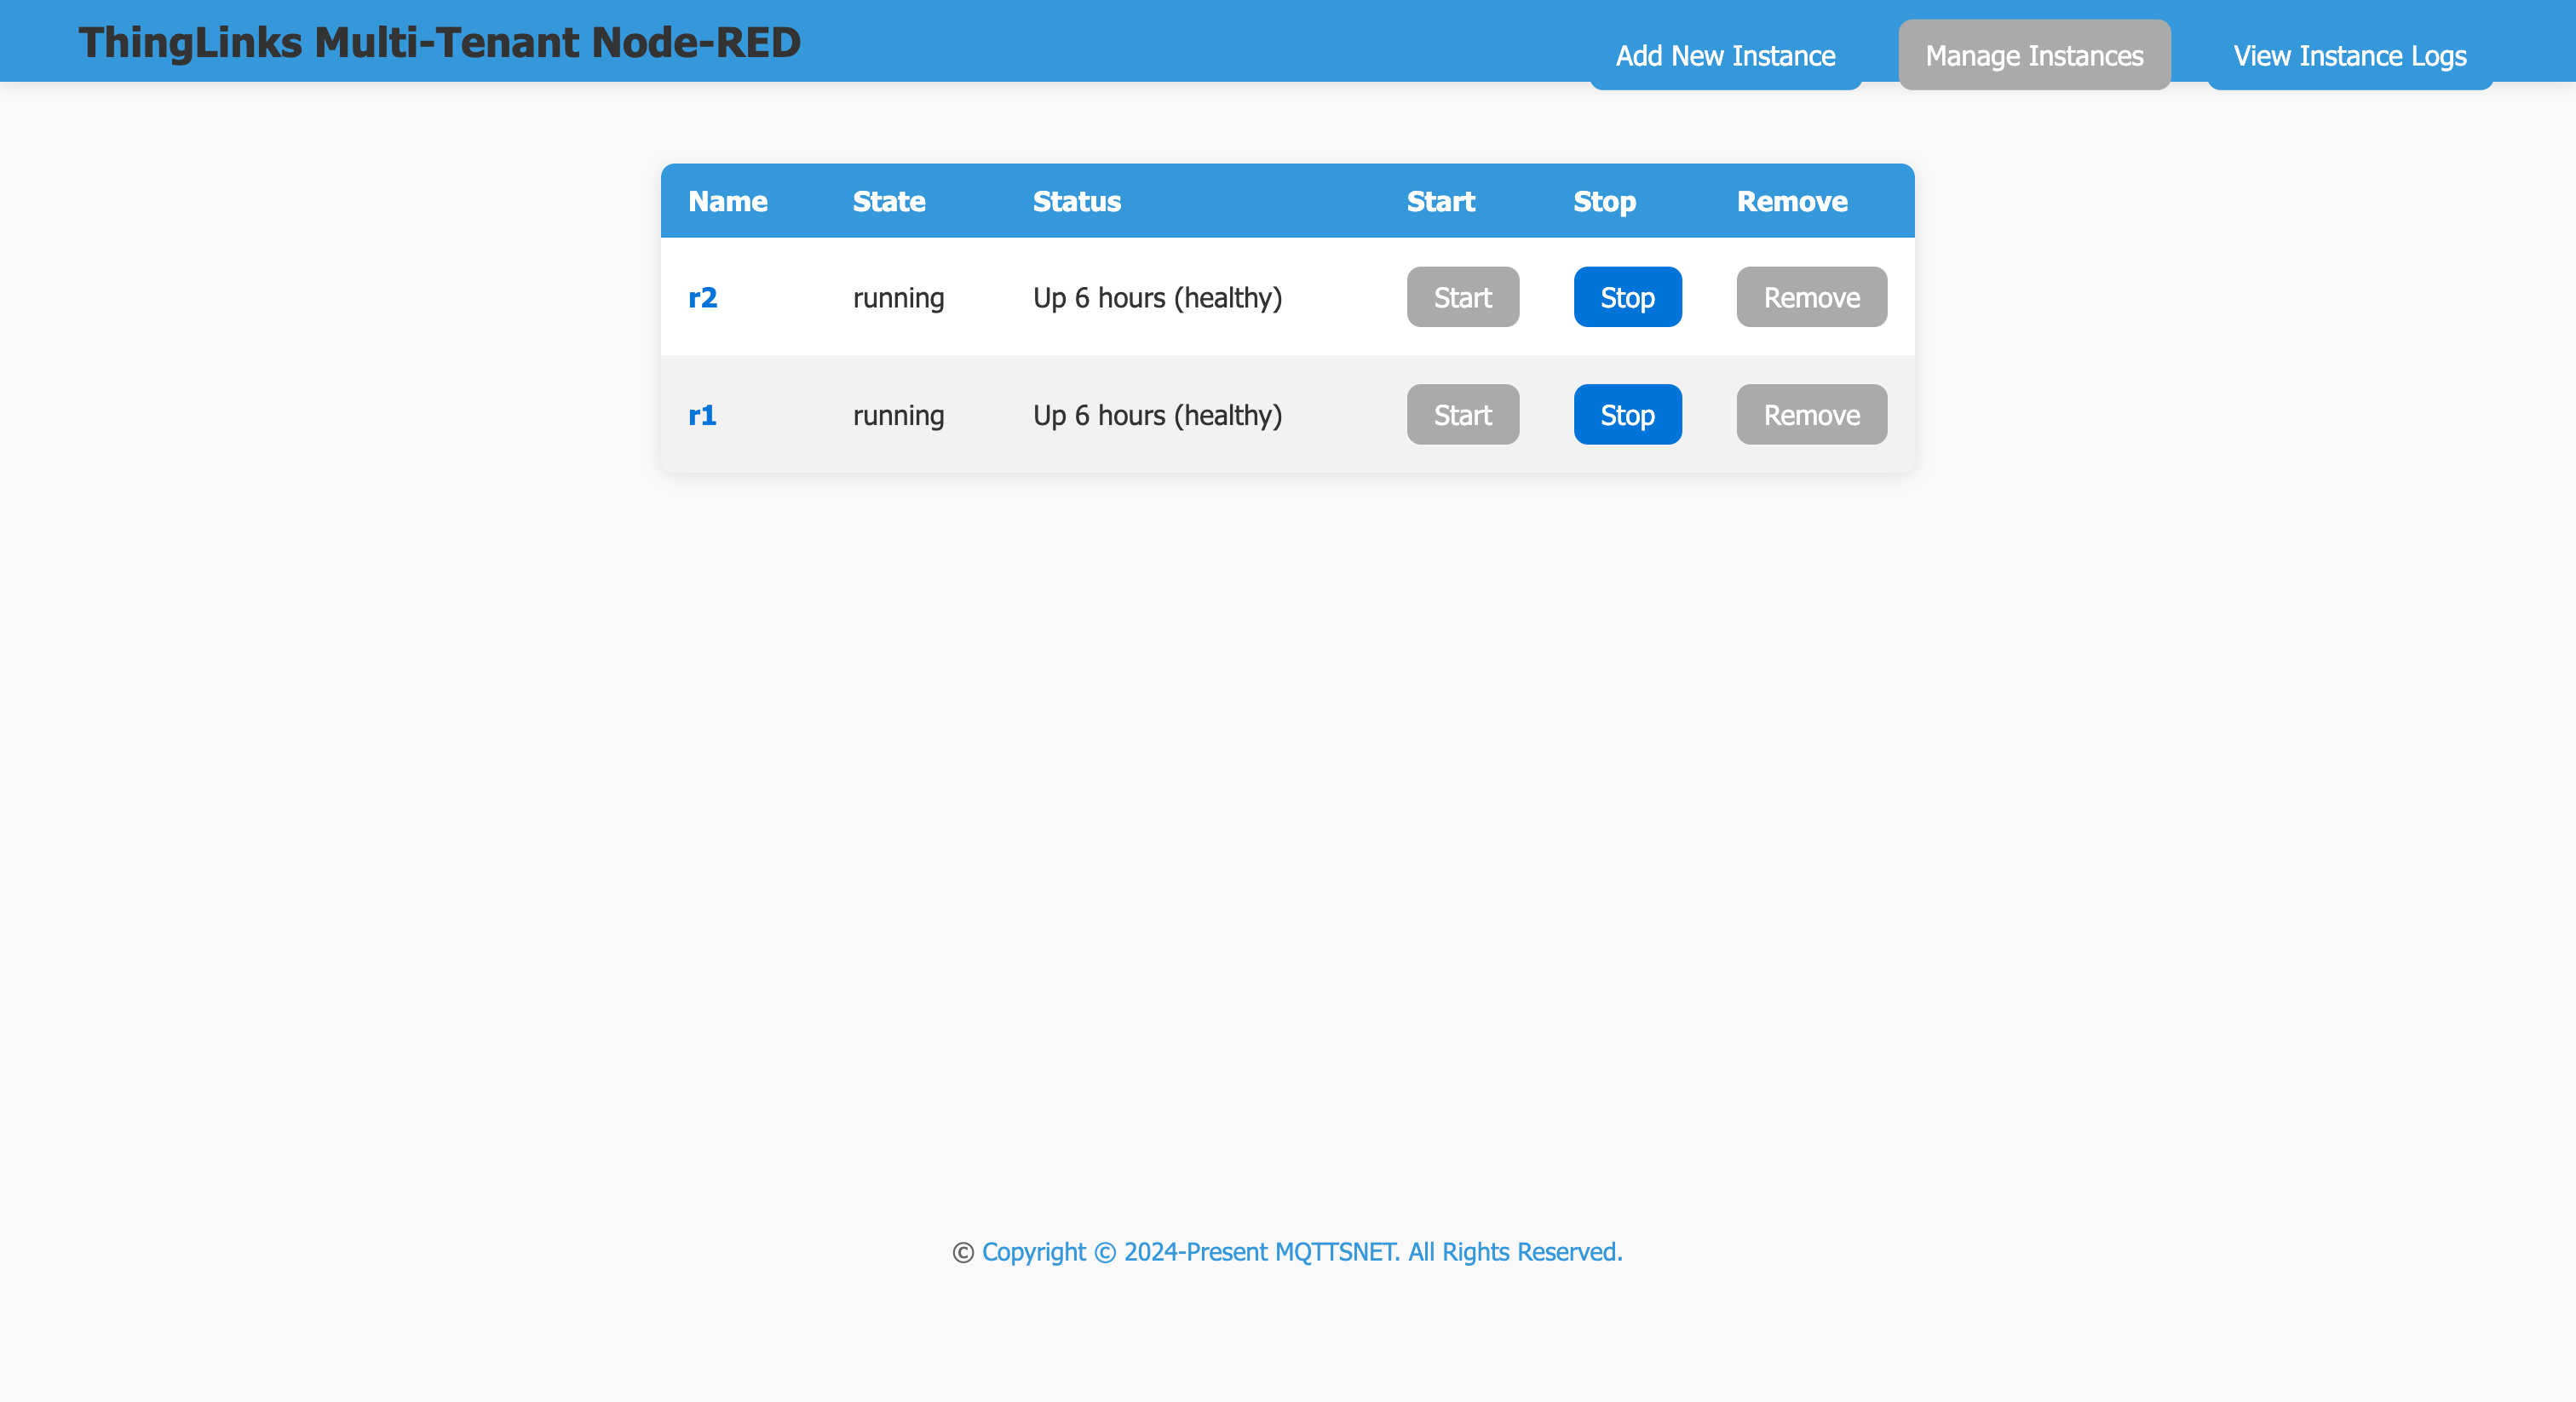 ThingLinks Multi-Tenant Node-RED
Add New Instance Manage Instances View Instance Logs
Name State Status Start Stop Remove
r2 running Up 6 hours (healthy) Start Stop Remove
r1 running Up 6 hours (healthy) Start Stop Remove
© Copyright © 2024-Present MQTTSNET. All Rights Reserved.